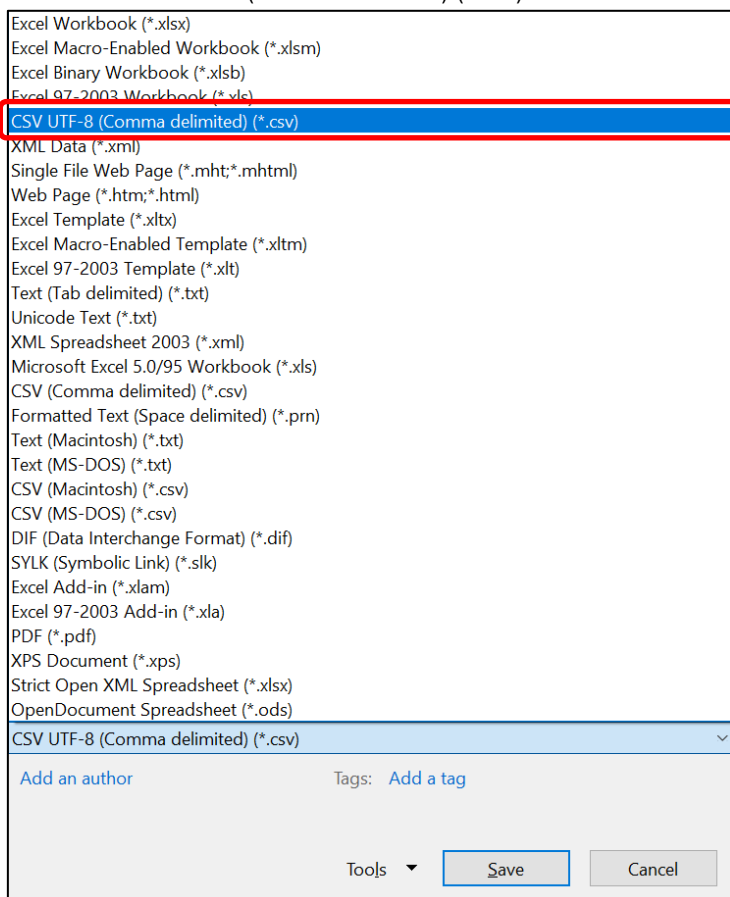 Excel Workbook (*.xlsx)
Excel Macro-Enabled Workbook (*.xlsm)
Excel Binary Workbook (*.xlsb)
Excel 97-2003 Workbook (*.xls)
CSV UTF-8 (Comma delimited) (*.csv)
XML Data (*.xml)
Single File Web Page (*.mht;*.mhtml)
Web Page (*.htm;*.html)
Excel Template (*.xltx)
Excel Macro-Enabled Template (*.xltm)
Excel 97-2003 Template (*.xlt)
Text (Tab delimited) (*.txt)
Unicode Text (*.txt)
XML Spreadsheet 2003 (*.xml)
Microsoft Excel 5.0/95 Workbook (*.xls)
CSV (Comma delimited) (*.csv)
Formatted Text (Space delimited) (*.prn)
Text (Macintosh) (*.txt)
Text (MS-DOS) (*.txt)
CSV (Macintosh) (*.csv)
CSV (MS-DOS) (*.csv)
DIF (Data Interchange Format) (*.dif)
SYLK (Symbolic Link) (*.slk)
Excel Add-in (*.xlam)
Excel 97-2003 Add-in (*.xla)
PDF (*.pdf)
XPS Document (*.xps)
Strict Open XML Spreadsheet (*.xlsx)
OpenDocument Spreadsheet (*.ods)
CSV UTF-8 (Comma delimited) (*.csv)
Add an author Tags: Add a tag
Tools Save Cancel